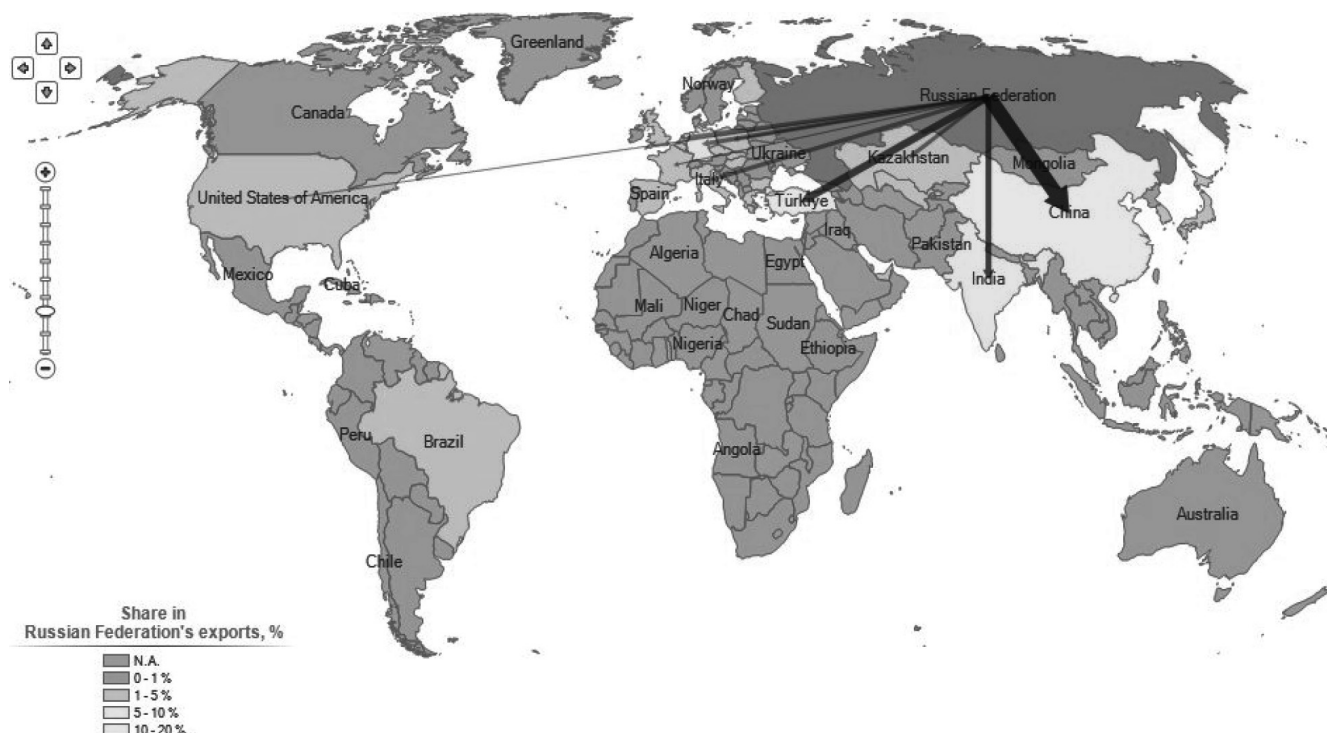 Greenland
Norway
Russian Federation
Canada
Ukraine
Kazakhstan
Mongolia
Italy
United States of America
Spain
Türkiye
China
Iraq
Pakistan
Algeria
Egypt
Mexico
Cuba
India
Mali
Niger
Chad
Sudan
Nigeria
Ethiopia
Peru
Brazil
Angola
Australia
Chile
Share in
Russian Federation's exports, %
N.A.
0 - 1 %
1 - 5 %
5 - 10 %
10 - 20 %